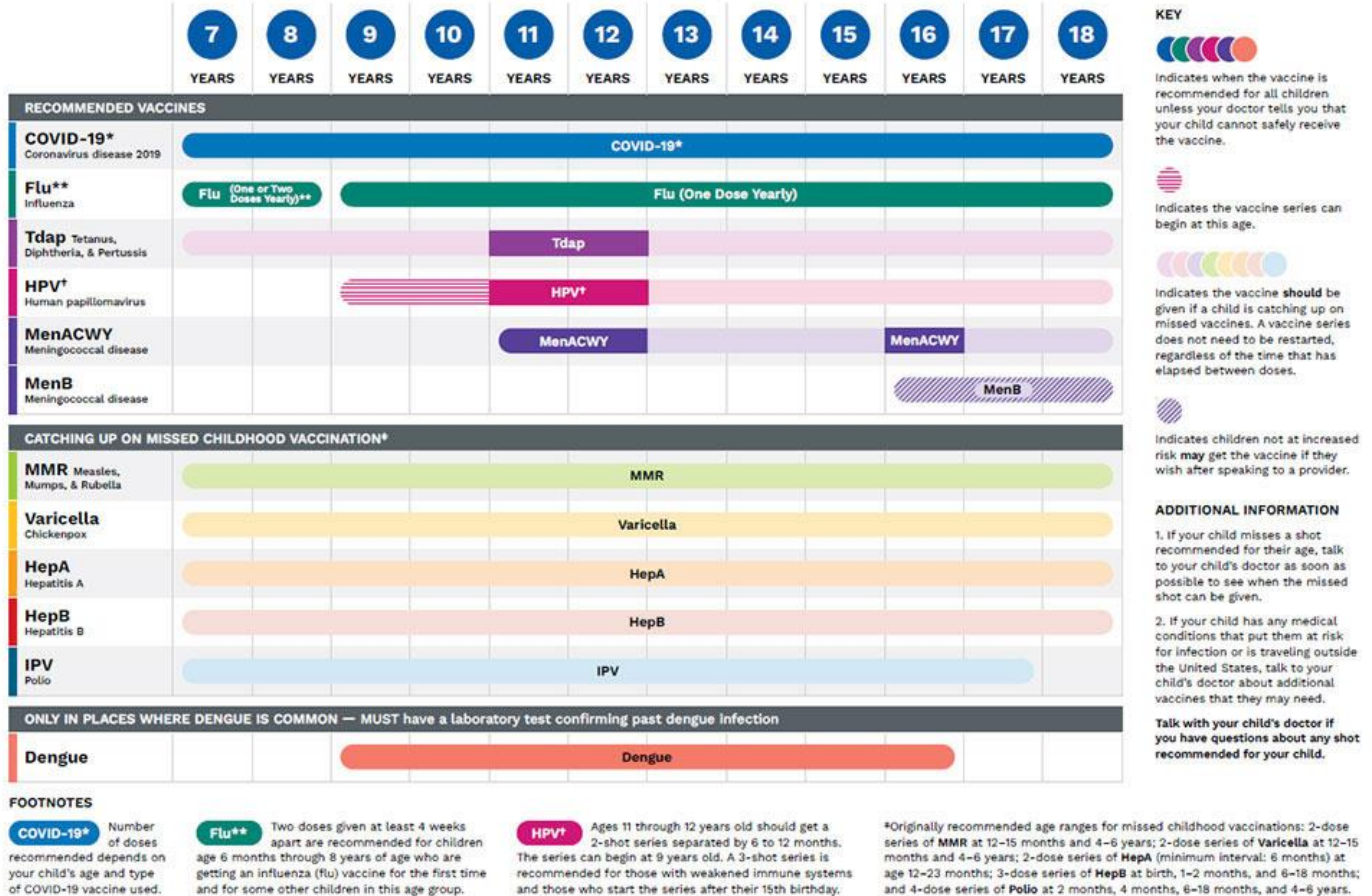 7 8 9 10 11 12 13 14 15 16 17 18
YEARS YEARS YEARS YEARS YEARS YEARS YEARS YEARS YEARS YEARS YEARS YEARS
RECOMMENDED VACCINES
COVID-19*
Coronavirus disease 2019
COVID-19*
Flu**
Influenza
Flu (One or Two
Doses Yearly)**
Flu (One Dose Yearly)
Tdap Tetanus,
Diphtheria, & Pertussis
Tdap
HPV†
Human papillomavirus
HPV†
MenACWY
Meningococcal disease
MenACWY
MenACWY
MenB
Meningococcal disease
MenB
CATCHING UP ON MISSED CHILDHOOD VACCINATION‡
MMR Measles,
Mumps, & Rubella
MMR
Varicella
Chickenpox
Varicella
HepA
Hepatitis A
HepA
HepB
Hepatitis B
HepB
IPV
Polio
IPV
ONLY IN PLACES WHERE DENGUE IS COMMON — MUST have a laboratory test confirming past dengue infection
Dengue
Dengue
KEY
Indicates when the vaccine is
recommended for all children
unless your doctor tells you that
your child cannot safely receive
the vaccine.
Indicates the vaccine series can
begin at this age.
Indicates the vaccine should be
given if a child is catching up on
missed vaccines. A vaccine series
does not need to be restarted,
regardless of the time that has
elapsed between doses.
Indicates children not at increased
risk may get the vaccine if they
wish after speaking to a provider.
ADDITIONAL INFORMATION
1. If your child misses a shot
recommended for their age, talk
to your child's doctor as soon as
possible to see when the missed
shot can be given.
2. If your child has any medical
conditions that put them at risk
for infection or is traveling outside
the United States, talk to your
child's doctor about additional
vaccines that they may need.
Talk with your child's doctor if
you have questions about any shot
recommended for your child.
FOOTNOTES
COVID-19* Number
of doses
recommended depends on
your child's age and type
of COVID-19 vaccine used.
Flu** Two doses given at least 4 weeks
apart are recommended for children
age 6 months through 8 years of age who are
getting an influenza (flu) vaccine for the first time
and for some other children in this age group.
HPV† Ages 11 through 12 years old should get a
2-shot series separated by 6 to 12 months.
The series can begin at 9 years old. A 3-shot series is
recommended for those with weakened immune systems
and those who start the series after their 15th birthday.
‡Originally recommended age ranges for missed childhood vaccinations: 2-dose
series of MMR at 12–15 months and 4–6 years; 2-dose series of Varicella at 12–15
months and 4–6 years; 2-dose series of HepA (minimum interval: 6 months) at
age 12–23 months; 3-dose series of HepB at birth, 1–2 months, and 6–18 months;
and 4-dose series of Polio at 2 months, 4 months, 6–18 months, and 4–6 years.